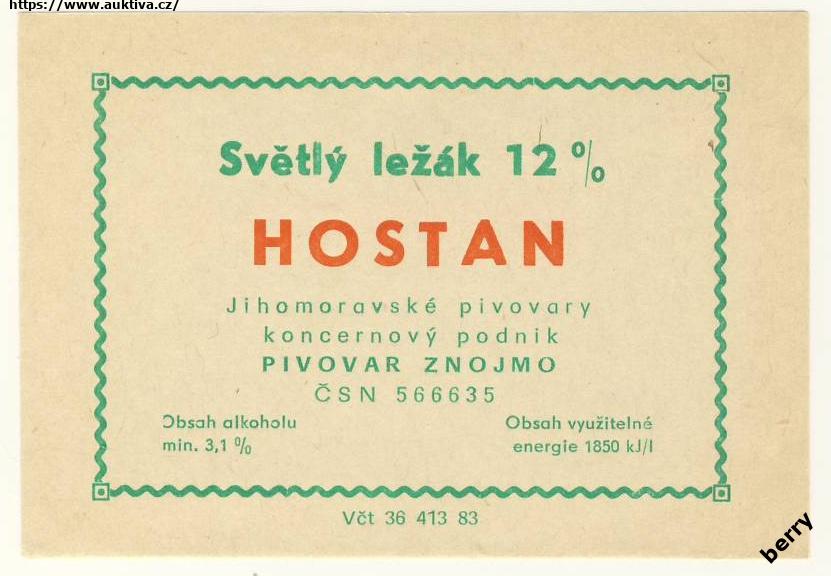 https://www.auktiva.cz/
Světlý ležák 12 %
HOSTAN
Jihomoravské pivovary
koncernový podnik
PIVOVAR ZNOJMO
ČSN 566635
Obsah alkoholu
min. 3,1 %
Obsah využitelné
energie 1850 kJ/l
Včt 36 413 83
berry